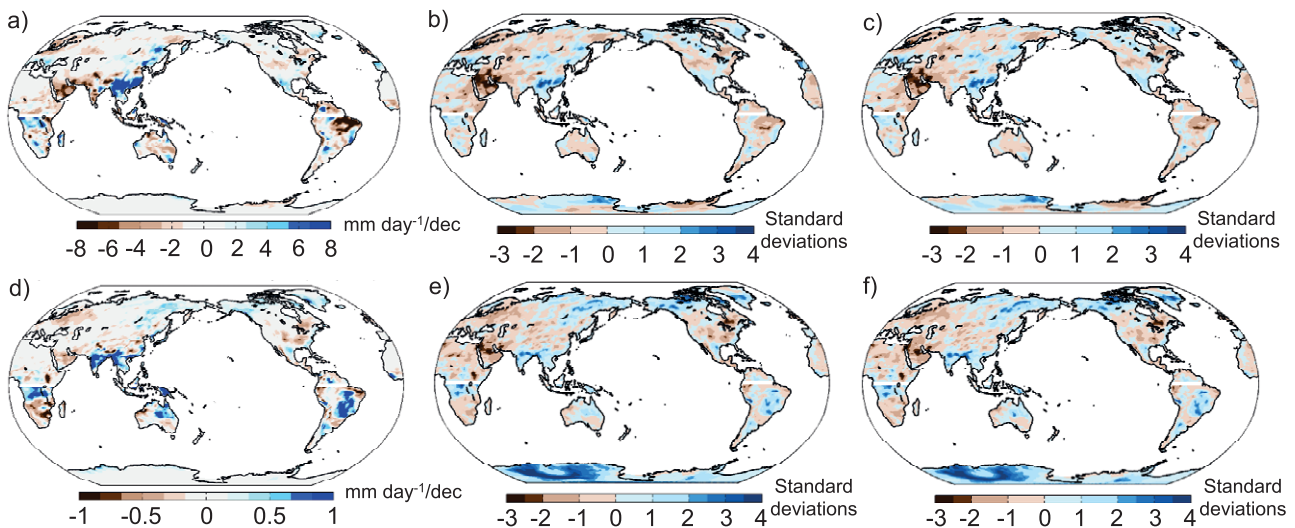 a)
b)
c)
-8 -6 -4 -2 0 2 4 6 8 mm day⁻¹/dec
-3 -2 -1 0 1 2 3 4 Standard deviations
-3 -2 -1 0 1 2 3 4 Standard deviations
d)
e)
f)
-1 -0.5 0 0.5 1 mm day⁻¹/dec
-3 -2 -1 0 1 2 3 4 Standard deviations
-3 -2 -1 0 1 2 3 4 Standard deviations